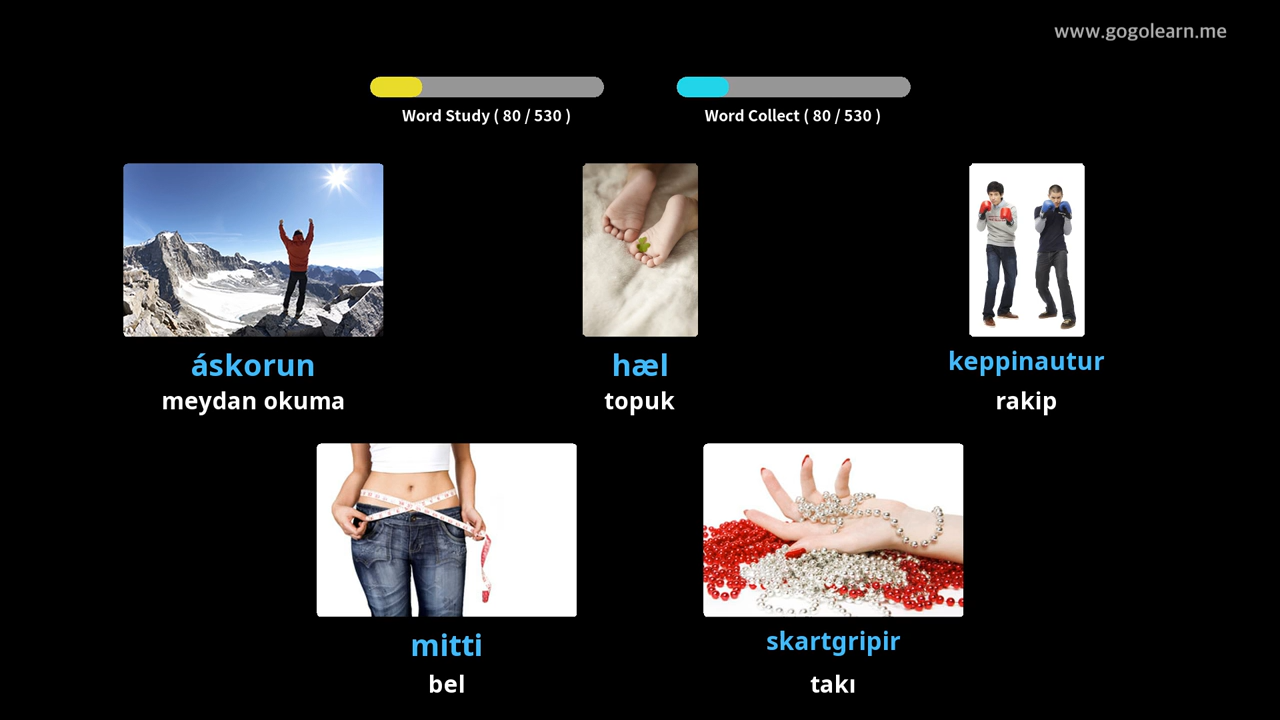 www.gogolearn.me
Word Study ( 80 / 530 )
Word Collect ( 80 / 530 )
áskorun
meydan okuma
hæl
topuk
keppinautur
rakip
mitti
bel
skartgripir
takı